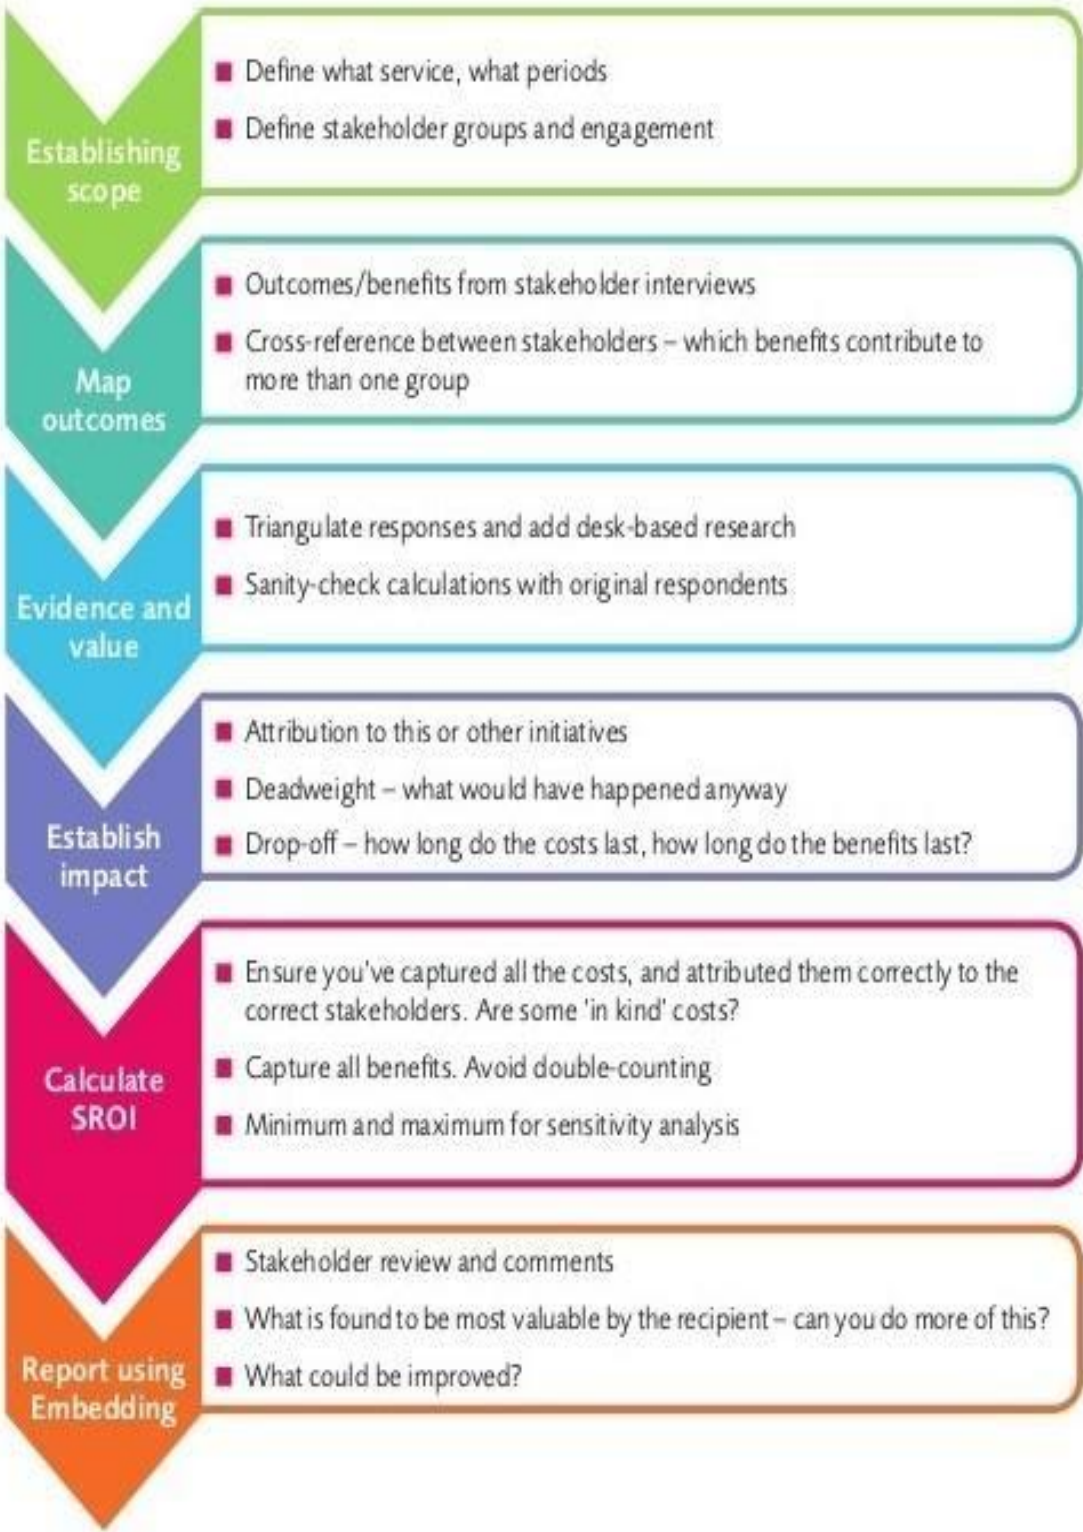 Establishing
scope
■ Define what service, what periods
■ Define stakeholder groups and engagement
Map
outcomes
■ Outcomes/benefits from stakeholder interviews
■ Cross-reference between stakeholders – which benefits contribute to
more than one group
Evidence and
value
■ Triangulate responses and add desk-based research
■ Sanity-check calculations with original respondents
Establish
impact
■ Attribution to this or other initiatives
■ Deadweight – what would have happened anyway
■ Drop-off – how long do the costs last, how long do the benefits last?
Calculate
SROI
■ Ensure you've captured all the costs, and attributed them correctly to the
correct stakeholders. Are some 'in kind' costs?
■ Capture all benefits. Avoid double-counting
■ Minimum and maximum for sensitivity analysis
Report using
Embedding
■ Stakeholder review and comments
■ What is found to be most valuable by the recipient – can you do more of this?
■ What could be improved?